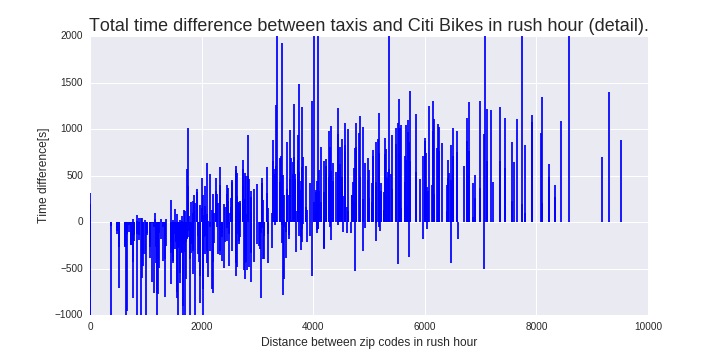 Total time difference between taxis and Citi Bikes in rush hour (detail).
2000
1500
1000
500
0
−500
−1000
Time difference[s]
0 2000 4000 6000 8000 10000
Distance between zip codes in rush hour